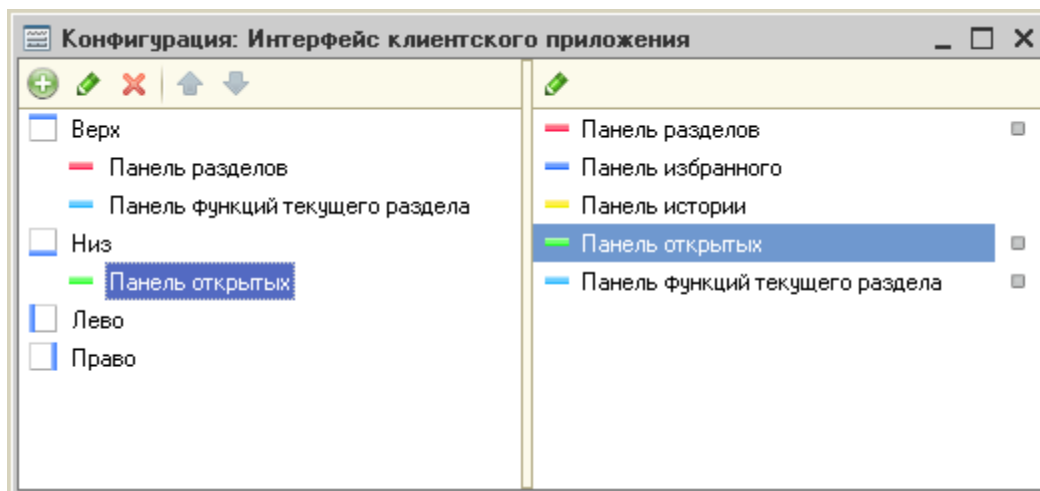 Конфигурация: Интерфейс клиентского приложения
Верх
Панель разделов
Панель функций текущего раздела
Низ
Панель открытых
Лево
Право
Панель разделов
Панель избранного
Панель истории
Панель открытых
Панель функций текущего раздела